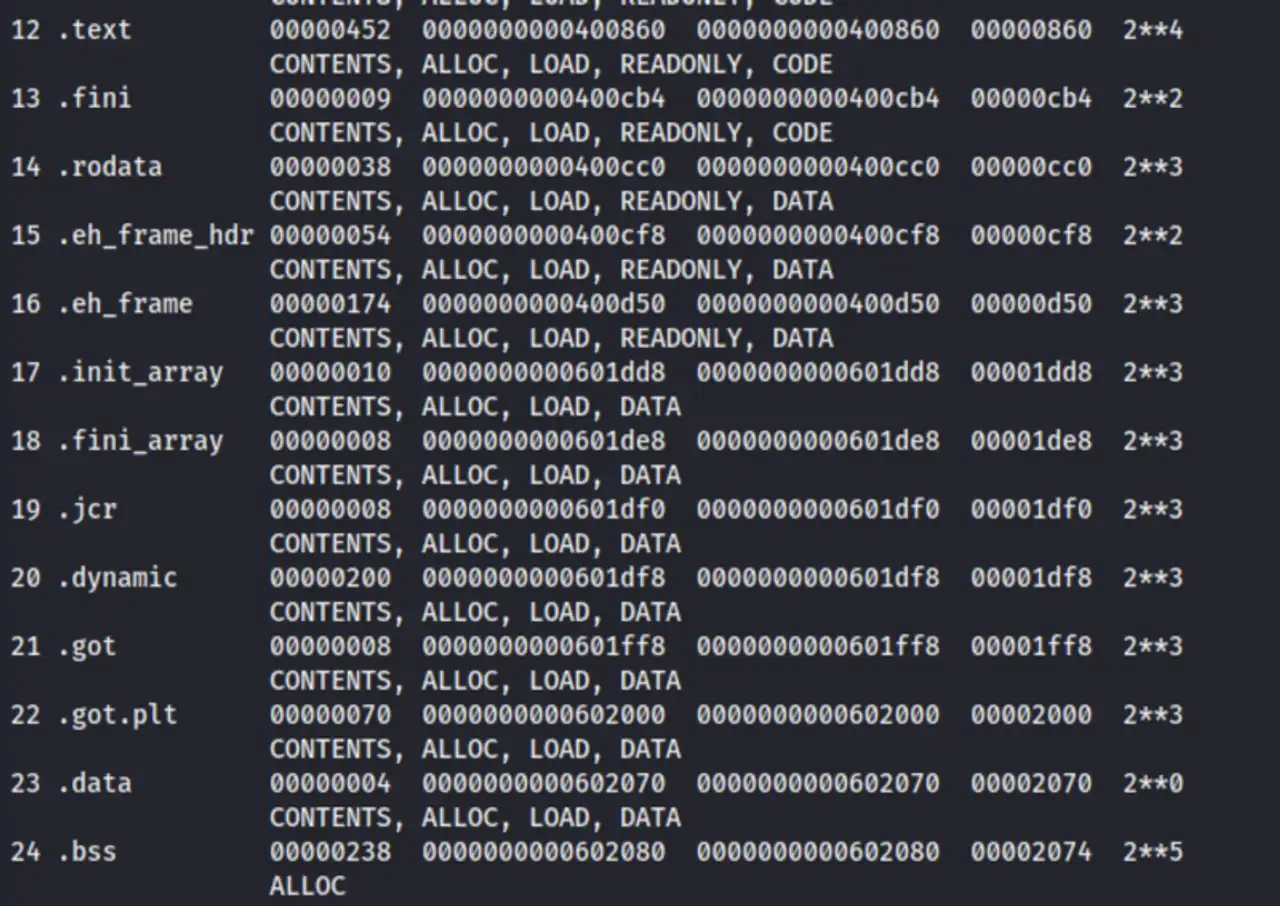 CONTENTS, ALLOC, LOAD, READONLY, CODE
12 .text 00000452 0000000000400860 0000000000400860 00000860 2**4
CONTENTS, ALLOC, LOAD, READONLY, CODE
13 .fini 00000009 0000000000400cb4 0000000000400cb4 00000cb4 2**2
CONTENTS, ALLOC, LOAD, READONLY, CODE
14 .rodata 00000038 0000000000400cc0 0000000000400cc0 00000cc0 2**3
CONTENTS, ALLOC, LOAD, READONLY, DATA
15 .eh_frame_hdr 00000054 0000000000400cf8 0000000000400cf8 00000cf8 2**2
CONTENTS, ALLOC, LOAD, READONLY, DATA
16 .eh_frame 00000174 0000000000400d50 0000000000400d50 00000d50 2**3
CONTENTS, ALLOC, LOAD, READONLY, DATA
17 .init_array 00000010 0000000000601dd8 0000000000601dd8 00001dd8 2**3
CONTENTS, ALLOC, LOAD, DATA
18 .fini_array 00000008 0000000000601de8 0000000000601de8 00001de8 2**3
CONTENTS, ALLOC, LOAD, DATA
19 .jcr 00000008 0000000000601df0 0000000000601df0 00001df0 2**3
CONTENTS, ALLOC, LOAD, DATA
20 .dynamic 00000200 0000000000601df8 0000000000601df8 00001df8 2**3
CONTENTS, ALLOC, LOAD, DATA
21 .got 00000008 0000000000601ff8 0000000000601ff8 00001ff8 2**3
CONTENTS, ALLOC, LOAD, DATA
22 .got.plt 00000070 0000000000602000 0000000000602000 00002000 2**3
CONTENTS, ALLOC, LOAD, DATA
23 .data 00000004 0000000000602070 0000000000602070 00002070 2**0
CONTENTS, ALLOC, LOAD, DATA
24 .bss 00000238 0000000000602080 0000000000602080 00002074 2**5
ALLOC